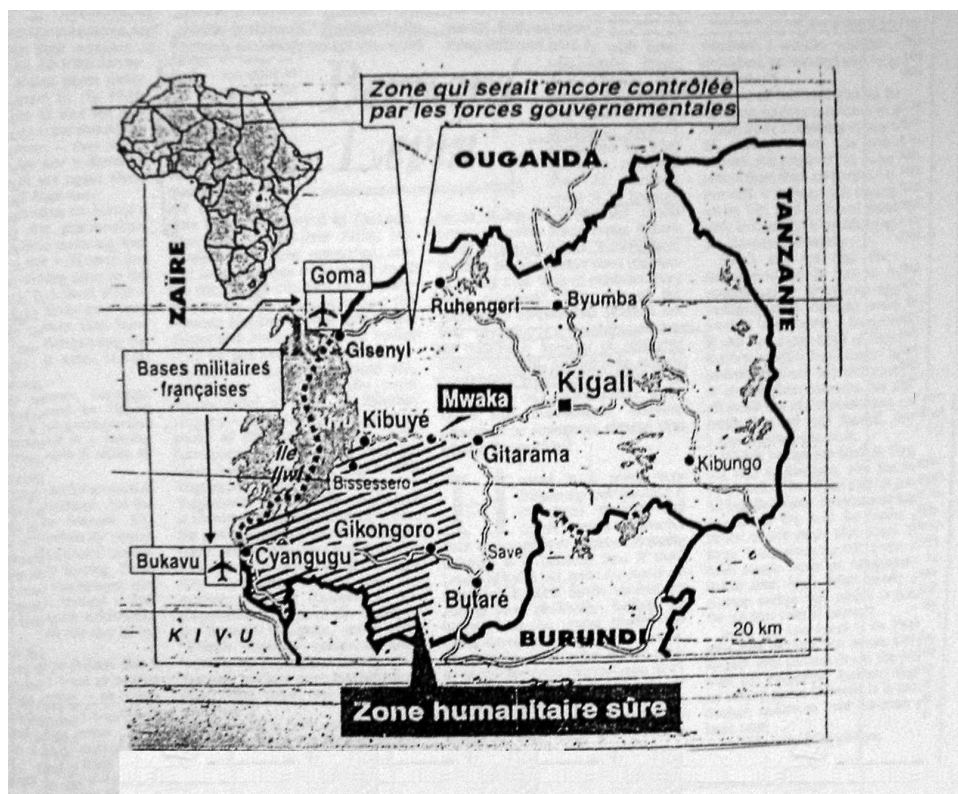 Zone qui serait encore contrôlée
par les forces gouvernementales
OUGANDA
TANZANIE
ZAÏRE
Goma
Ruhengeri
Byumba
Gisenyi
Bases militaires
françaises
Kigali
Mwaka
Kibuyé
Gitarama
Kibungo
Ile
Ijwi
Bissessero
Gikongoro
Save
Bukavu
Cyangugu
Butaré
KIVU
BURUNDI
20 km
Zone humanitaire sûre